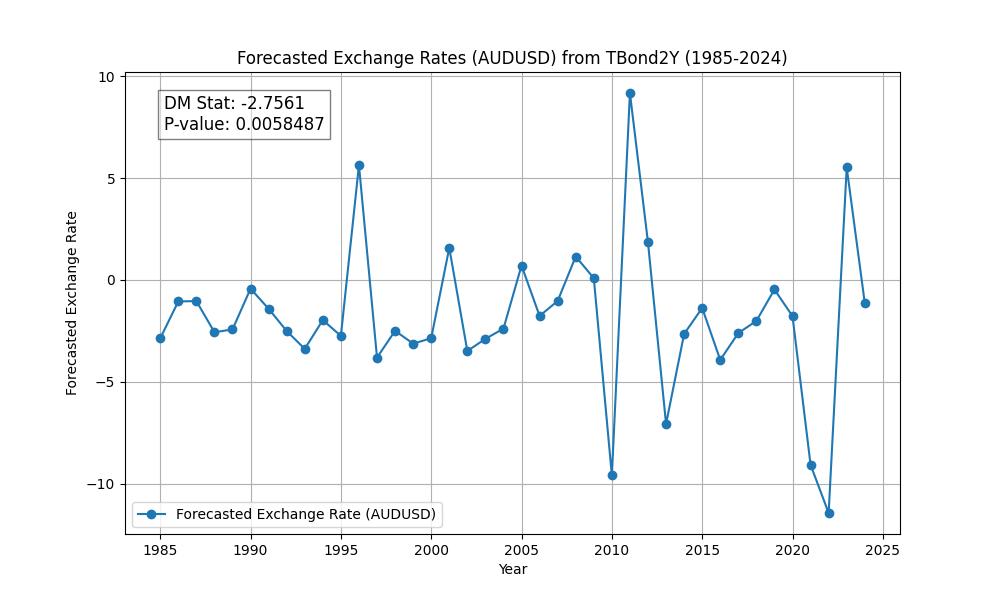 Forecasted Exchange Rates (AUDUSD) from TBond2Y (1985-2024)
DM Stat: -2.7561
P-value: 0.0058487
Forecasted Exchange Rate
10
5
0
−5
−10
Forecasted Exchange Rate (AUDUSD)
1985 1990 1995 2000 2005 2010 2015 2020 2025
Year